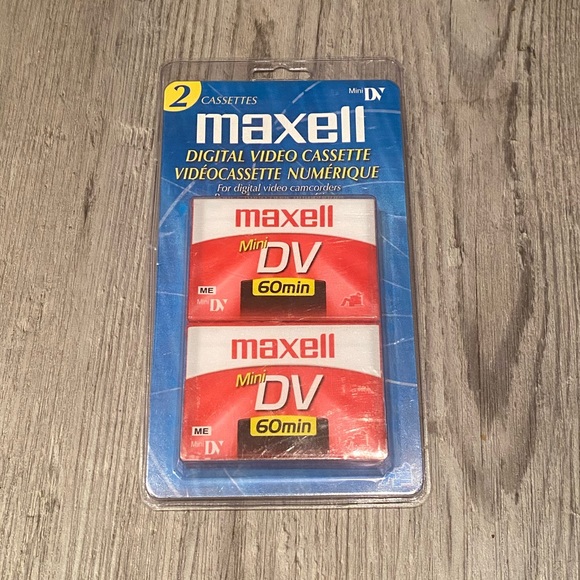 2 CASSETTES
Mini DV
maxell
DIGITAL VIDEO CASSETTE
VIDÉOCASSETTE NUMÉRIQUE
For digital video camcorders
maxell
Mini
DV
60min
ME
Mini DV
maxell
Mini
DV
60min
ME
Mini DV